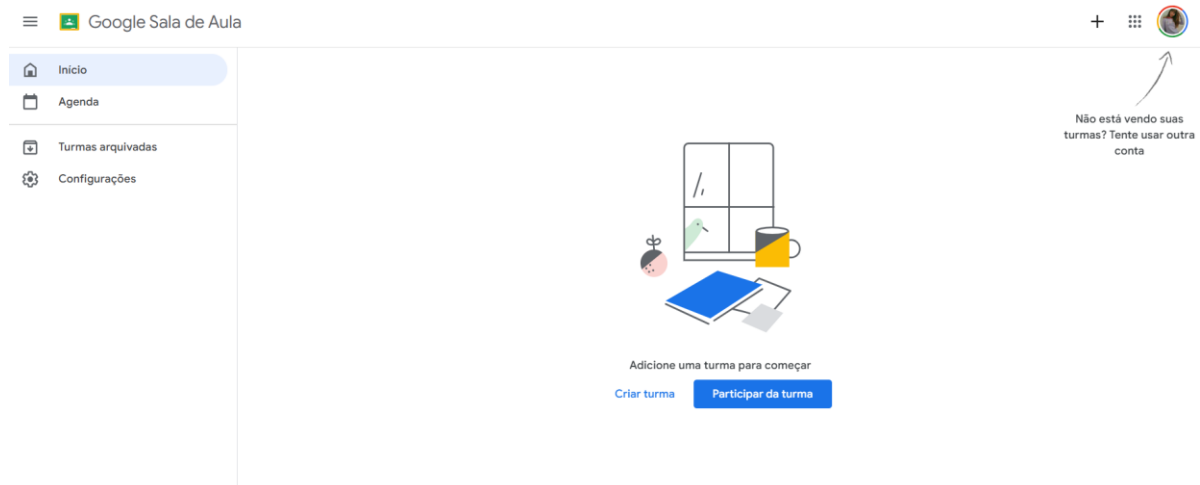 Google Sala de Aula
Início
Agenda
Turmas arquivadas
Configurações
Não está vendo suas
turmas? Tente usar outra
conta
Adicione uma turma para começar
Criar turma
Participar da turma